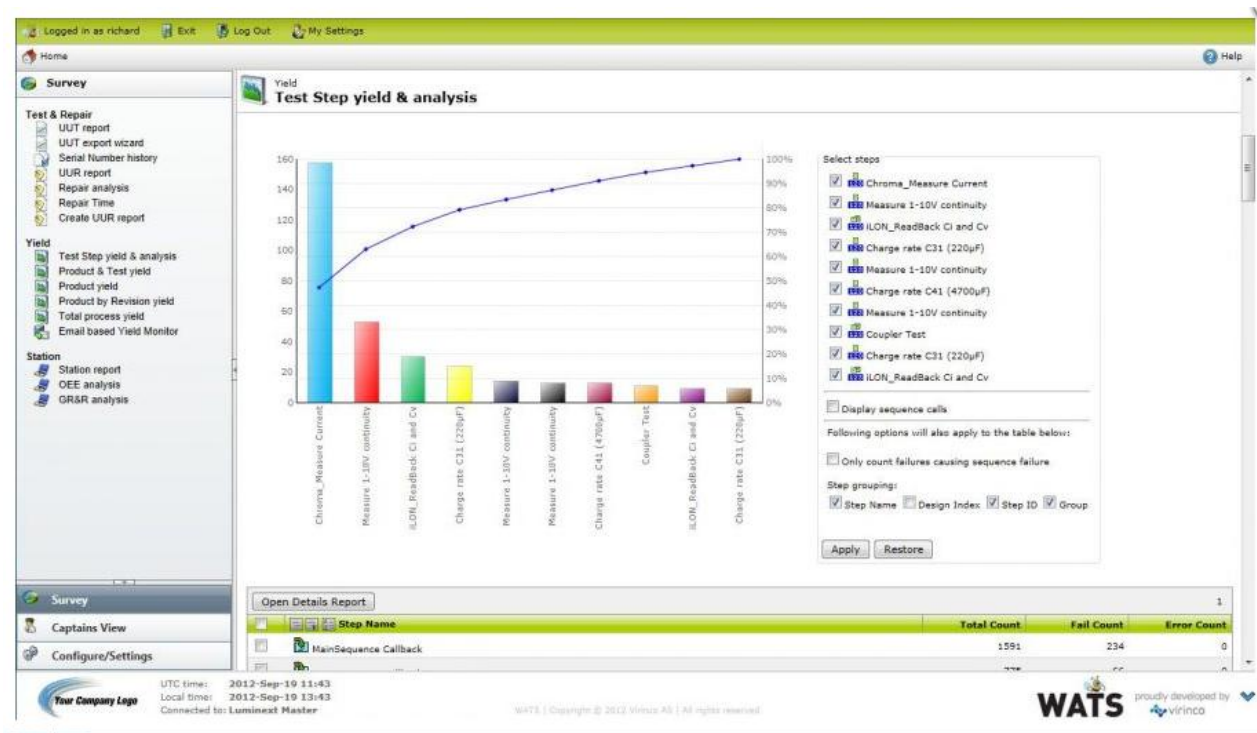 Logged in as richard Exit Log Out My Settings
Home Help
Survey
Test & Repair
UUT report
UUT export wizard
Serial Number history
UUR report
Repair analysis
Repair Time
Create UUR report
Yield
Test Step yield & analysis
Product & Test yield
Product yield
Product by Revision yield
Total process yield
Email based Yield Monitor
Station
Station report
OEE analysis
GR&R analysis
Survey
Captains View
Configure/Settings
Yield
Test Step yield & analysis
160
140
120
100
80
60
40
20
0
100%
90%
80%
70%
60%
50%
40%
30%
20%
10%
0%
Chroma_Measure Current
Measure 1-10V continuity
iLON_ReadBack Ci and Cv
Charge rate C31 (220µF)
Measure 1-10V continuity
Measure 1-10V continuity
Charge rate C41 (4700µF)
Coupler Test
iLON_ReadBack Ci and Cv
Charge rate C31 (220µF)
Select steps
Chroma_Measure Current
Measure 1-10V continuity
iLON_ReadBack Ci and Cv
Charge rate C31 (220µF)
Measure 1-10V continuity
Charge rate C41 (4700µF)
Measure 1-10V continuity
Coupler Test
Charge rate C31 (220µF)
iLON_ReadBack Ci and Cv
Display sequence calls
Following options will also apply to the table below:
Only count failures causing sequence failure
Step grouping:
Step Name Design Index Step ID Group
Apply Restore
Open Details Report 1
Step Name Total Count Fail Count Error Count
MainSequence Callback 1591 234 0
Your Company Logo
UTC time: 2012-Sep-19 11:43
Local time: 2012-Sep-19 13:43
Connected to: Luminext Master
WATS | Copyright © 2012 Virinco AS | All rights reserved.
WATS
proudly developed by
virinco